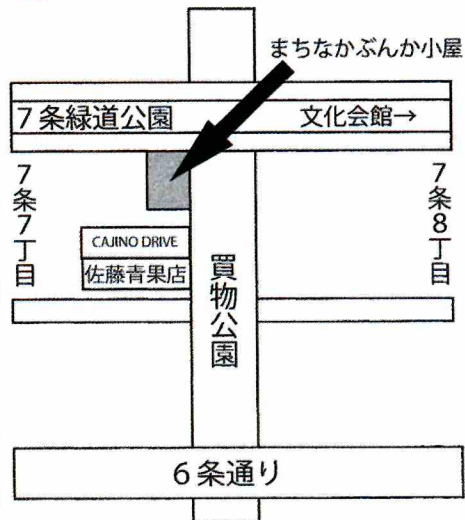 まちなかぶんか小屋
7条緑道公園
文化会館→
7条7丁目
7条8丁目
CAJINO DRIVE
佐藤青果店
買物公園
6条通り